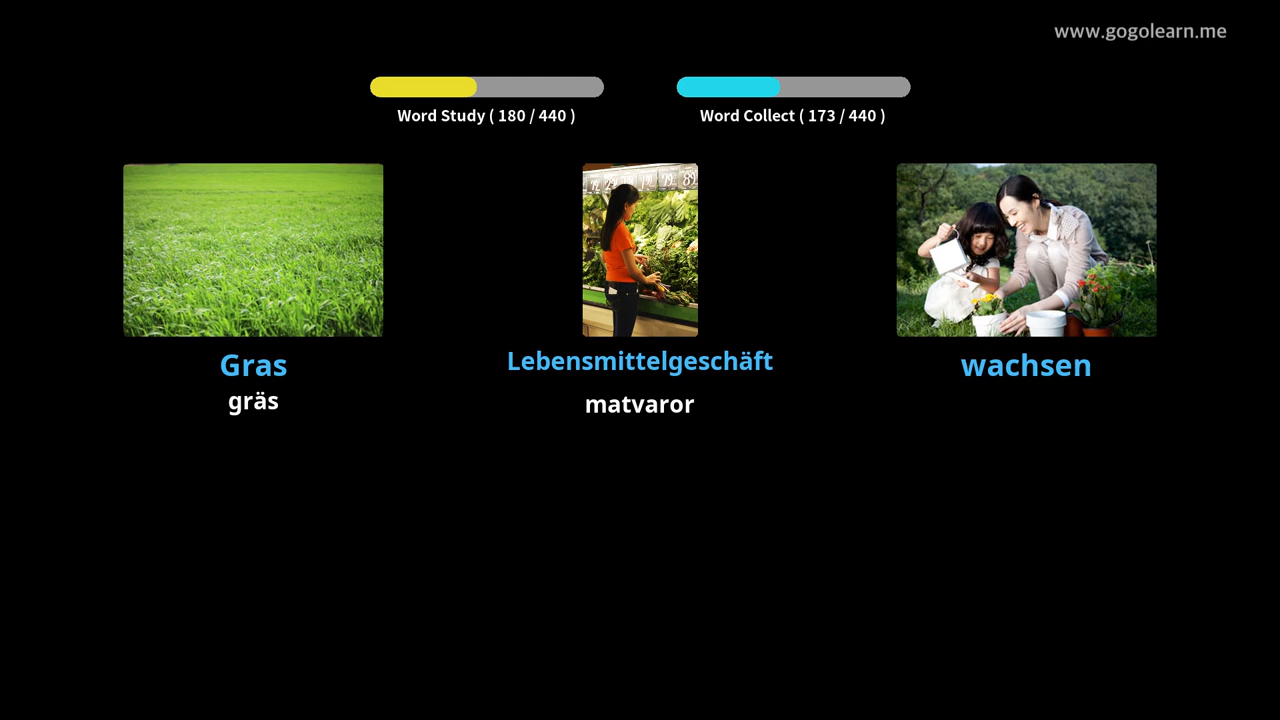 www.gogolearn.me
Word Study ( 180 / 440 )
Word Collect ( 173 / 440 )
Gras
gräs
Lebensmittelgeschäft
matvaror
wachsen